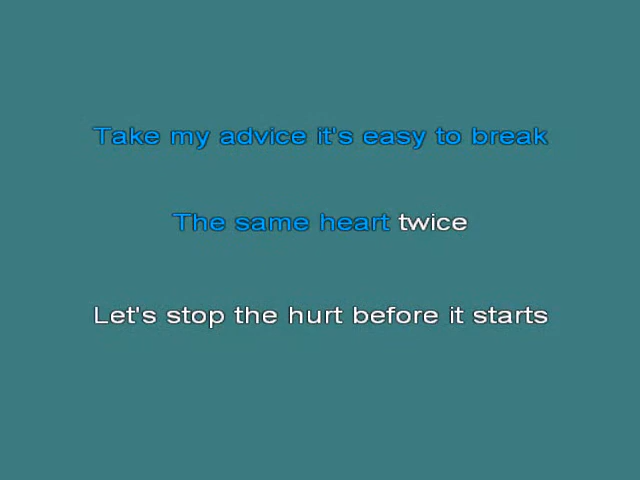 Take my advice it's easy to break
The same heart twice
Let's stop the hurt before it starts